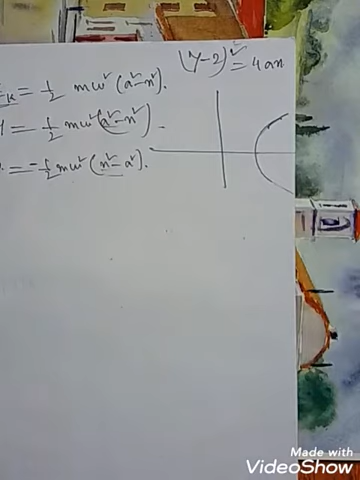 (y-2)² = 4ax
K = ½ mω² (a²-x²).
y = ½ mω² (a²-x²).
= -½ mω² (x²-a²).
Made with
VideoShow